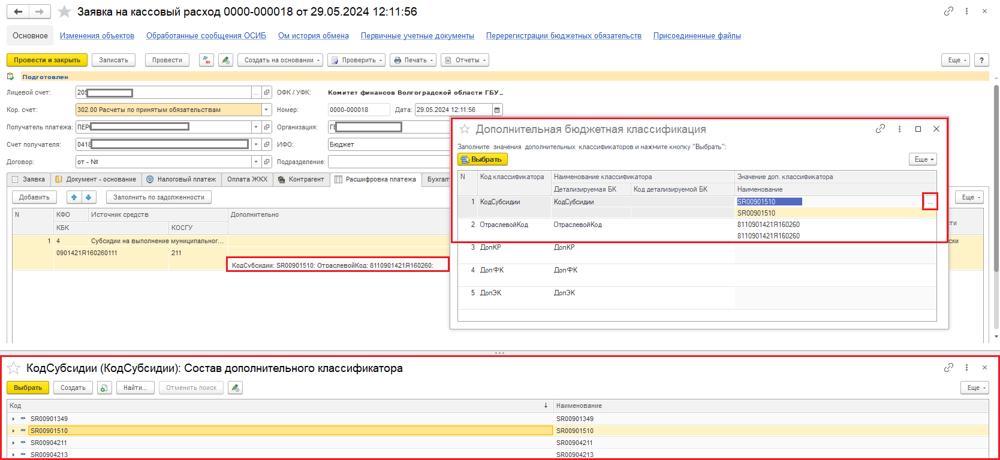 Заявка на кассовый расход 0000-000018 от 29.05.2024 12:11:56
Основное Изменения объектов Обработанные сообщения ОСИБ Ом история обмена Первичные учетные документы Перерегистрации бюджетных обязательств Присоединенные файлы
Провести и закрыть Записать Провести Дт Кт Создать на основании Проверить Печать Отчеты Еще ?
Подготовлен
Лицевой счет: 205 ... ОФК / УФК: Комитет финансов Волгоградской области ГБУ...
Кор. счет: 302.00 Расчеты по принятым обязательствам Номер: 0000-000018 Дата: 29.05.2024 12:11:56
Получатель платежа: ПЕР Организация: ГБ
Счет получателя: 0418 ИФО: Бюджет
Договор: от - № Подразделение:
Заявка Документ - основание Налоговый платеж Оплата ЖКХ Контрагент Расшифровка платежа Бухгалт
Добавить Заполнить по задолженности Еще
N КФО Источник средств Дополнительно
КБК КОСГУ
сти
1 4 Субсидии на выполнение муниципальног... ски
0901421Я160260111 211
КодСубсидии: SR00901510: ОтраслевойКод: 8110901421Я160260:
Дополнительная бюджетная классификация
Заполните значения дополнительных классификаторов и нажмите кнопку "Выбрать":
Выбрать Еще
N Код классификатора Наименование классификатора Значение доп. классификатора
Детализируемая БК Код детализируемой БК Наименование
1 КодСубсидии КодСубсидии SR00901510 ...
SR00901510
2 ОтраслевойКод ОтраслевойКод 8110901421Я160260
8110901421Я160260
3 ДопКР ДопКР
4 ДопФК ДопФК
5 ДопЭК ДопЭК
КодСубсидии (КодСубсидии): Состав дополнительного классификатора
Выбрать Создать Найти... Отменить поиск Еще
Код Наименование
SR00901349 SR00901349
SR00901510 SR00901510
SR00904211 SR00904211
SR00904213 SR00904213